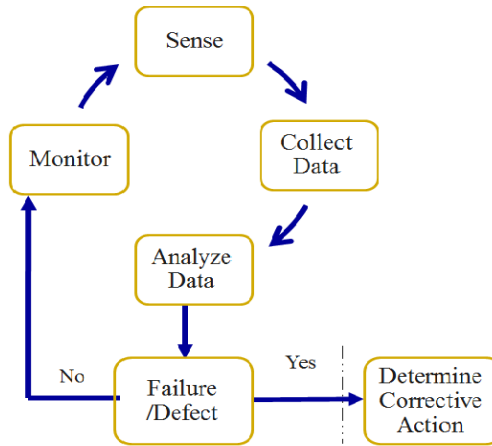 Sense
Monitor
Collect
Data
Analyze
Data
No
Failure
/Defect
Yes
Determine
Corrective
Action